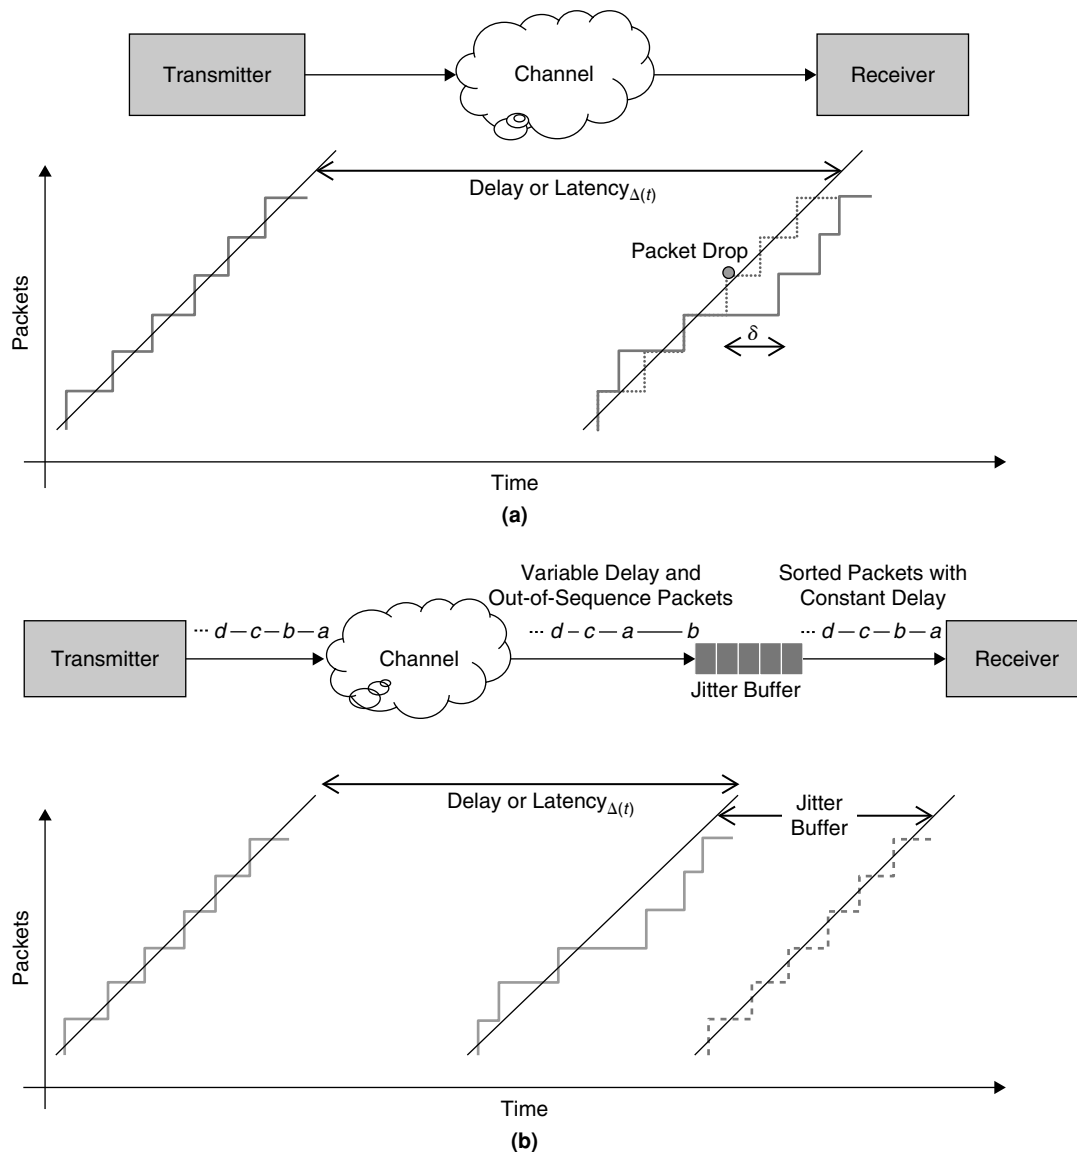 Transmitter
Channel
Receiver
Delay or Latency Δ(t)
Packet Drop
δ
Packets
Time
(a)
Variable Delay and
Out-of-Sequence Packets
Sorted Packets with
Constant Delay
··· d — c — b — a
··· d – c – a —— b
··· d — c — b — a
Transmitter
Channel
Jitter Buffer
Receiver
Delay or Latency Δ(t)
Jitter
Buffer
Packets
Time
(b)